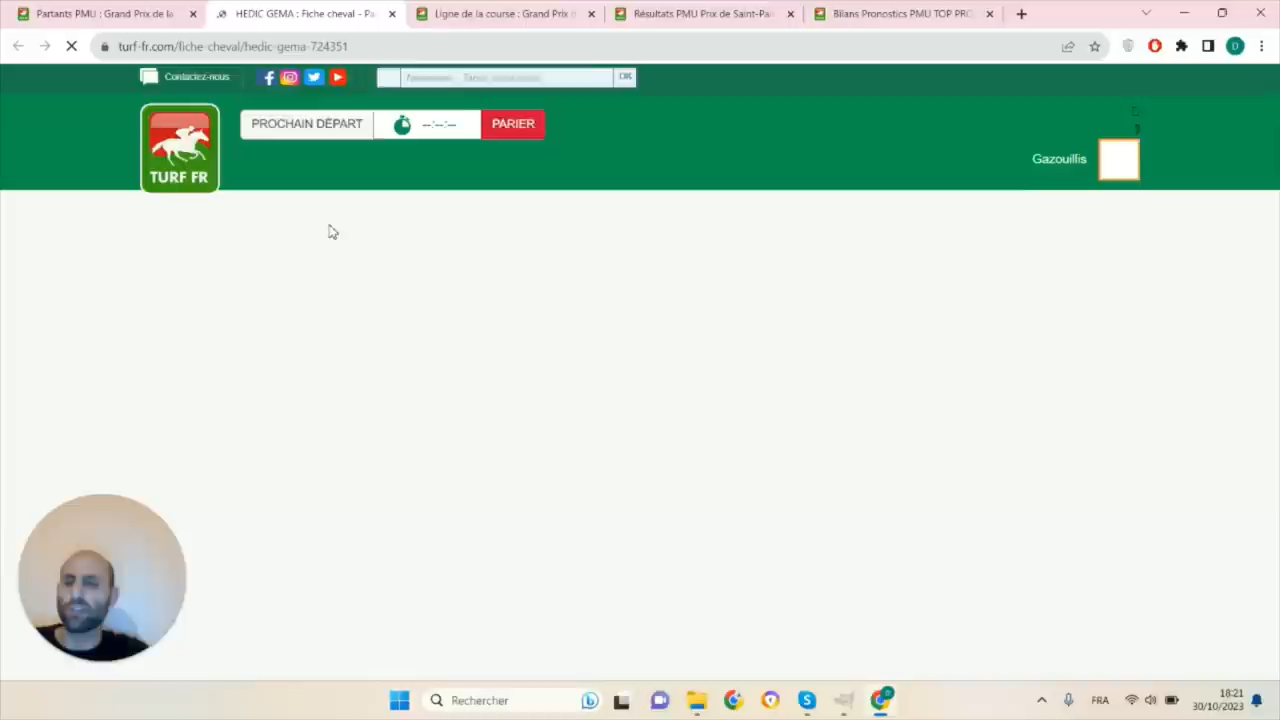 Partants PMU : Grand Prix de la
HEDIC GEMA : Fiche cheval - Pa
Ligne de la course : Grand Prix
Résultats PMU Prix de Saint-Pai
Bilans Pronostics PMU TOP PRO
turf-fr.com/fiche-cheval/hedic-gema-724351
Contactez-nous
OK
PROCHAIN DÉPART
--:--:--
PARIER
TURF FR
Gazouillis
Rechercher
FRA
18:21
30/10/2023